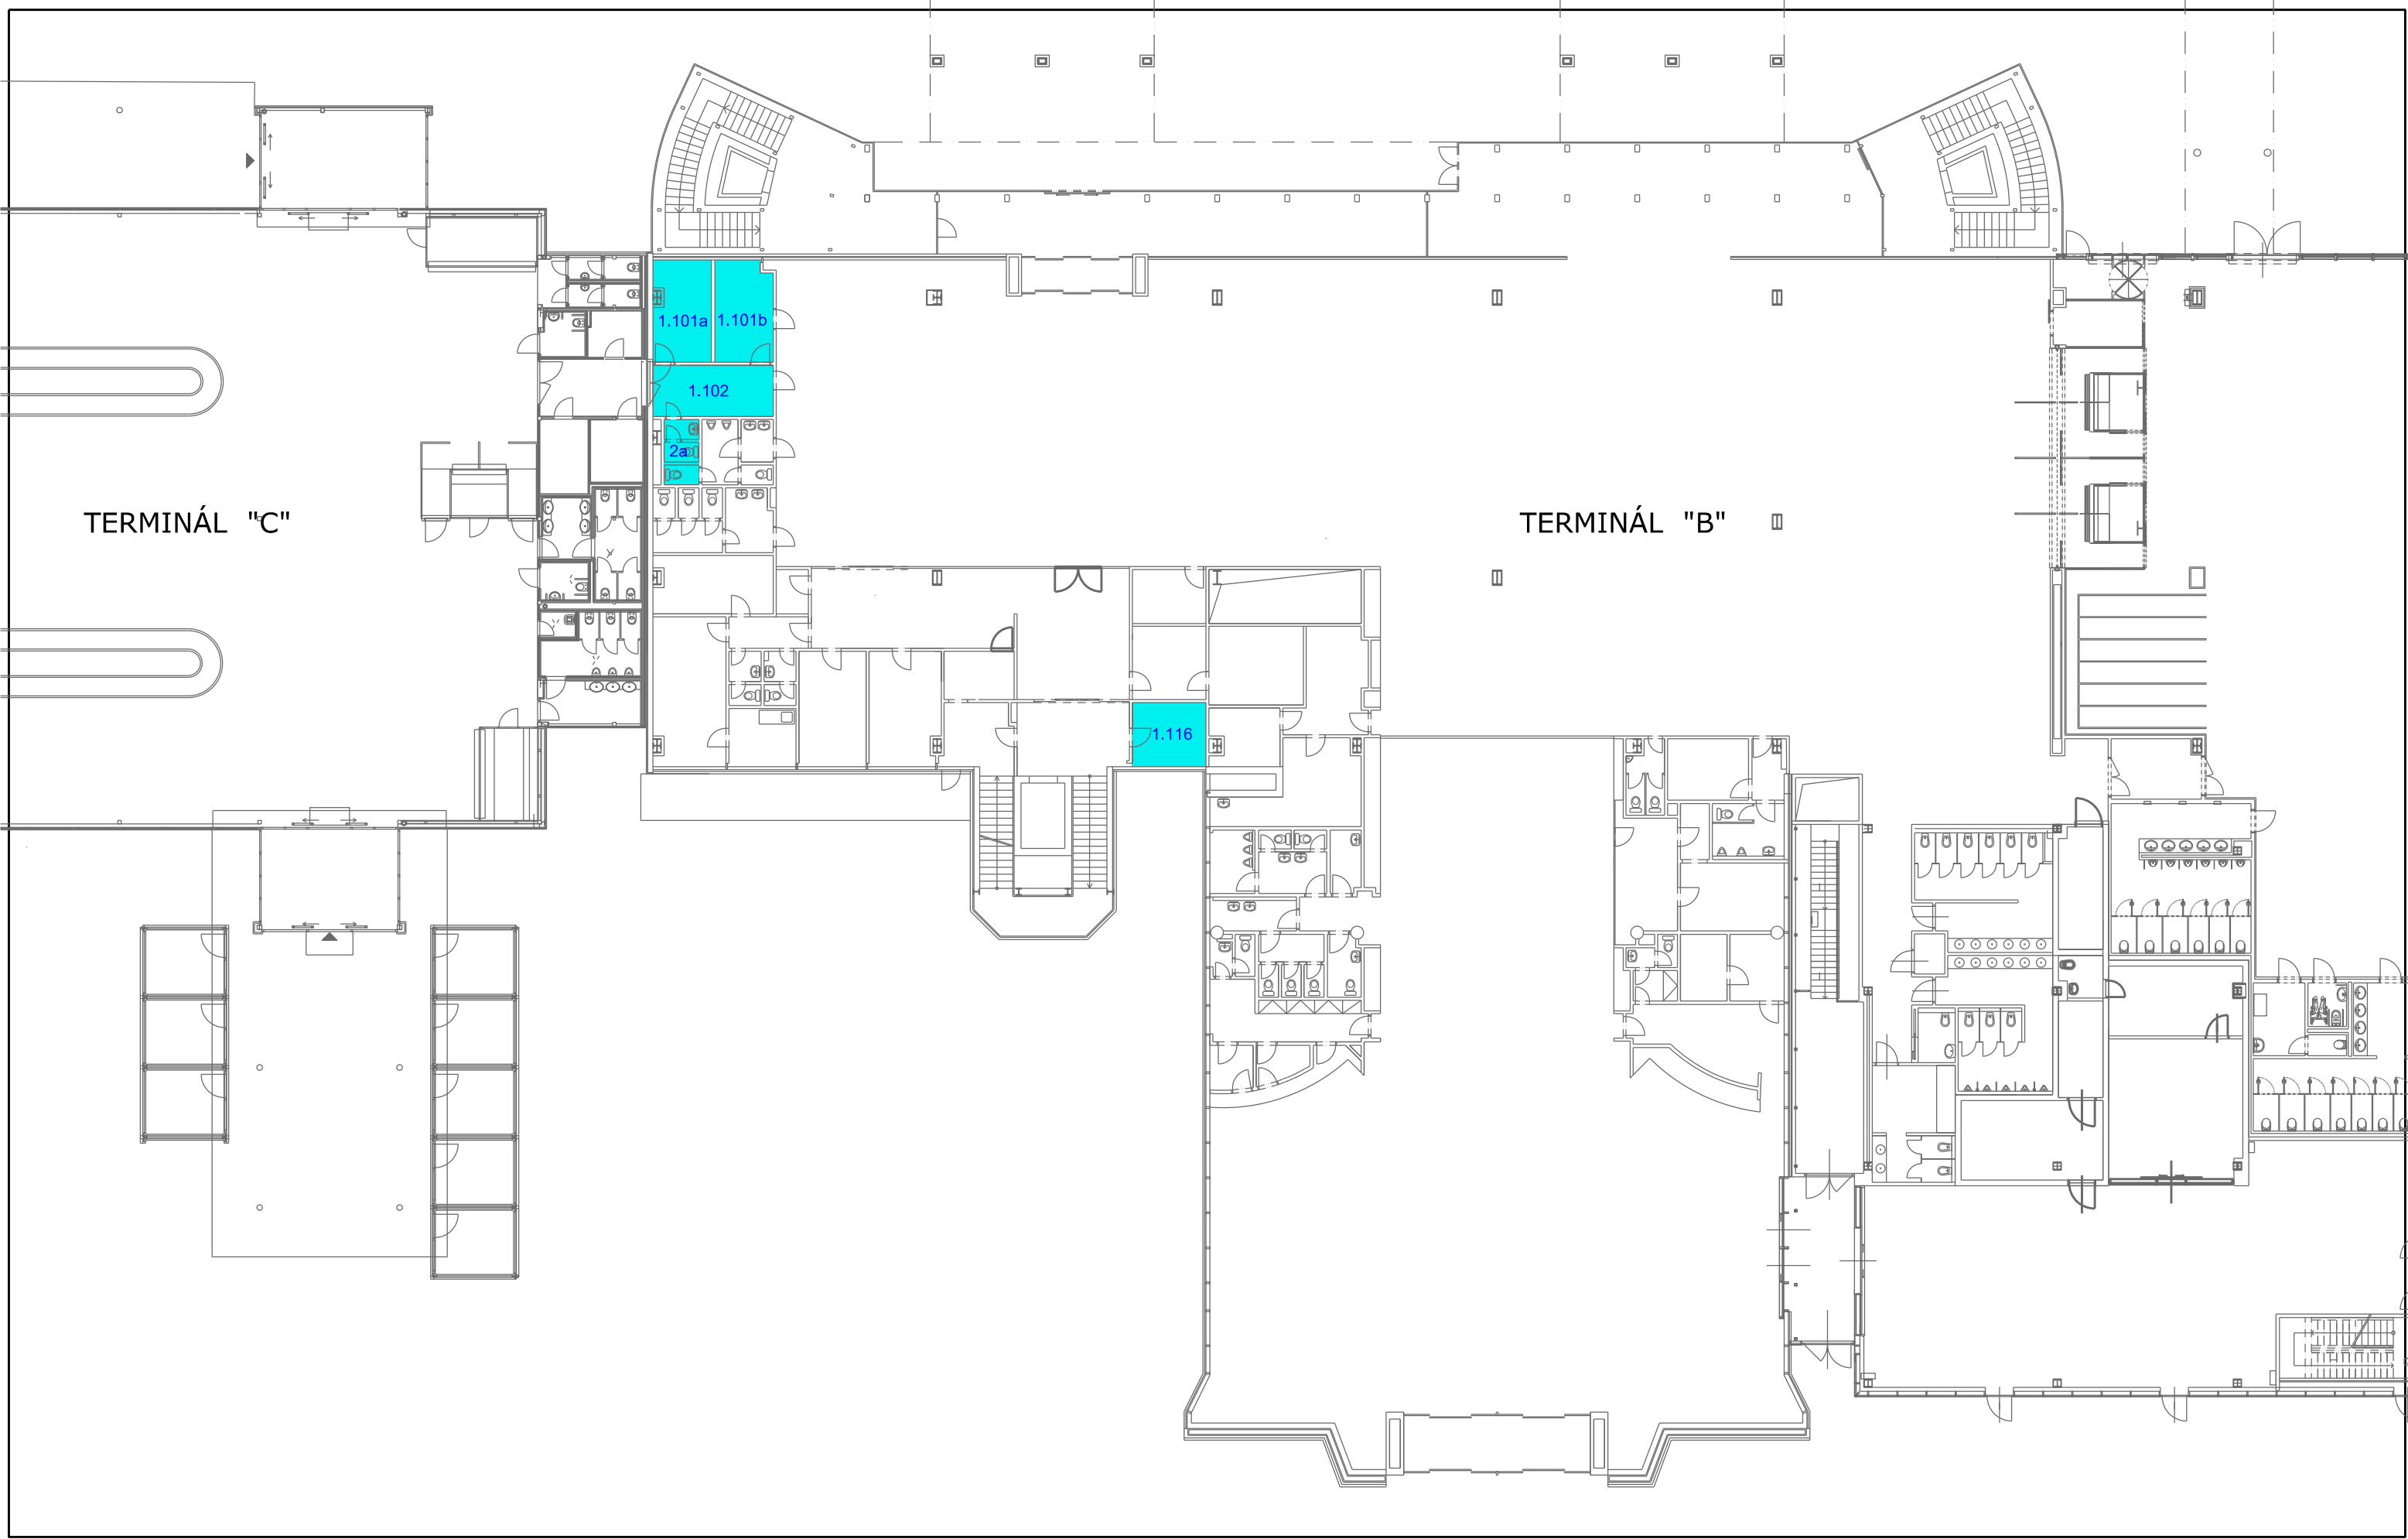 1.101a
1.101b
1.102
2a
TERMINÁL "C"
TERMINÁL "B"
1.116